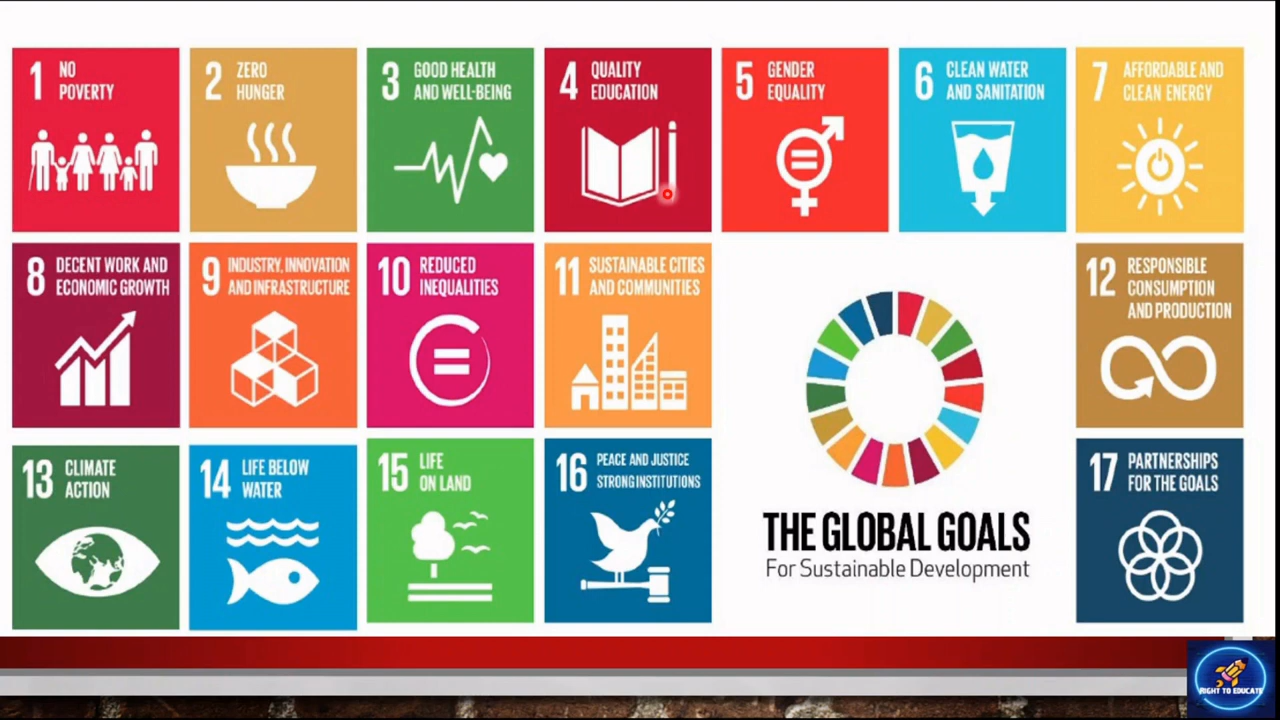 1 NO
POVERTY
2 ZERO
HUNGER
3 GOOD HEALTH
AND WELL-BEING
4 QUALITY
EDUCATION
5 GENDER
EQUALITY
6 CLEAN WATER
AND SANITATION
7 AFFORDABLE AND
CLEAN ENERGY
8 DECENT WORK AND
ECONOMIC GROWTH
9 INDUSTRY, INNOVATION
AND INFRASTRUCTURE
10 REDUCED
INEQUALITIES
11 SUSTAINABLE CITIES
AND COMMUNITIES
12 RESPONSIBLE
CONSUMPTION
AND PRODUCTION
13 CLIMATE
ACTION
14 LIFE BELOW
WATER
15 LIFE
ON LAND
16 PEACE AND JUSTICE
STRONG INSTITUTIONS
THE GLOBAL GOALS
For Sustainable Development
17 PARTNERSHIPS
FOR THE GOALS
RIGHT TO EDUCATE